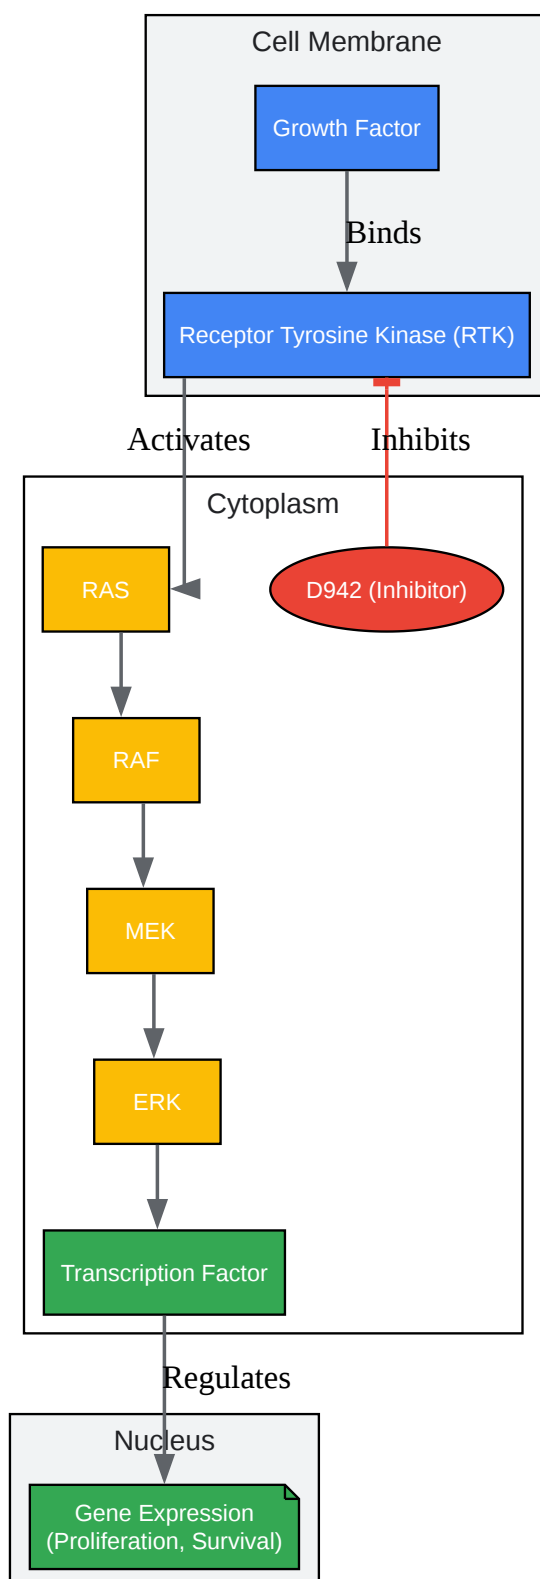 Cell Membrane
Growth Factor
Binds
Receptor Tyrosine Kinase (RTK)
Activates
Inhibits
Cytoplasm
RAS
D942 (Inhibitor)
RAF
MEK
ERK
Transcription Factor
Regulates
Nucleus
Gene Expression
(Proliferation, Survival)